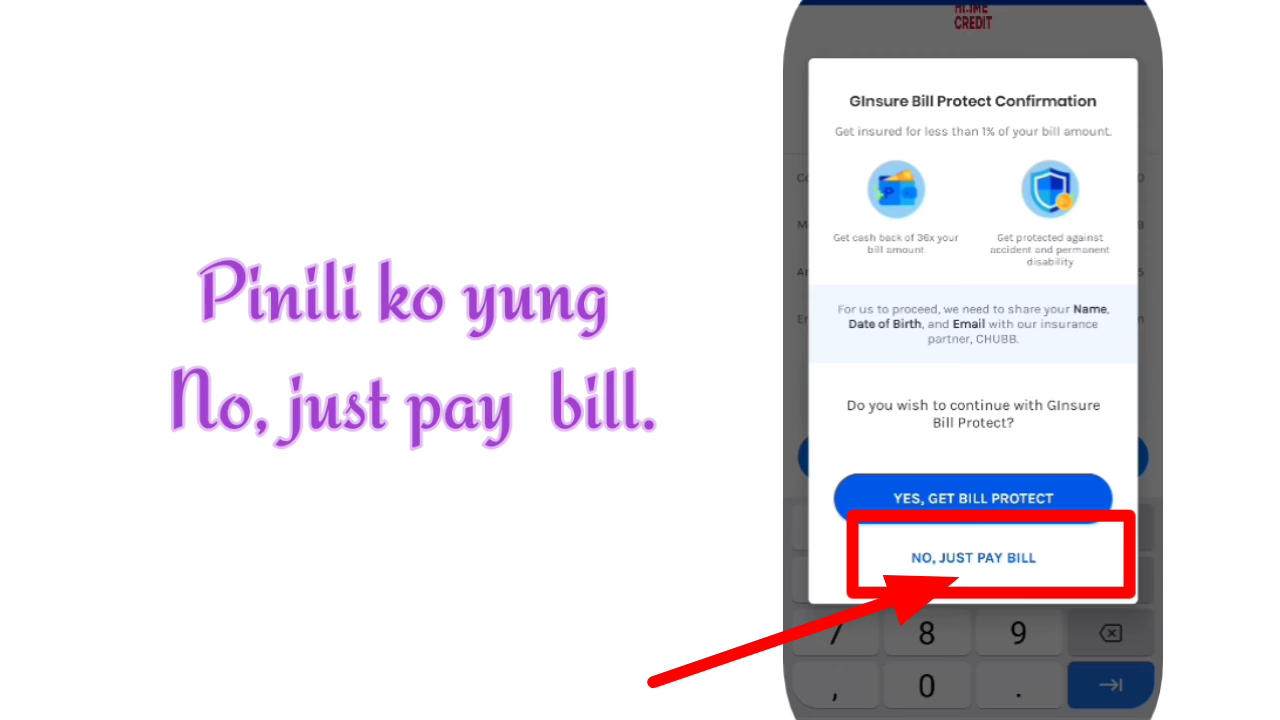 Pinili ko yung
No, just pay bill.
HOME
CREDIT
GInsure Bill Protect Confirmation
Get insured for less than 1% of your bill amount.
Get cash back of 36x your
bill amount
Get protected against
accident and permanent
disability
For us to proceed, we need to share your Name,
Date of Birth, and Email with our insurance
partner, CHUBB.
Do you wish to continue with GInsure
Bill Protect?
YES, GET BILL PROTECT
NO, JUST PAY BILL
7 8 9
, 0 .